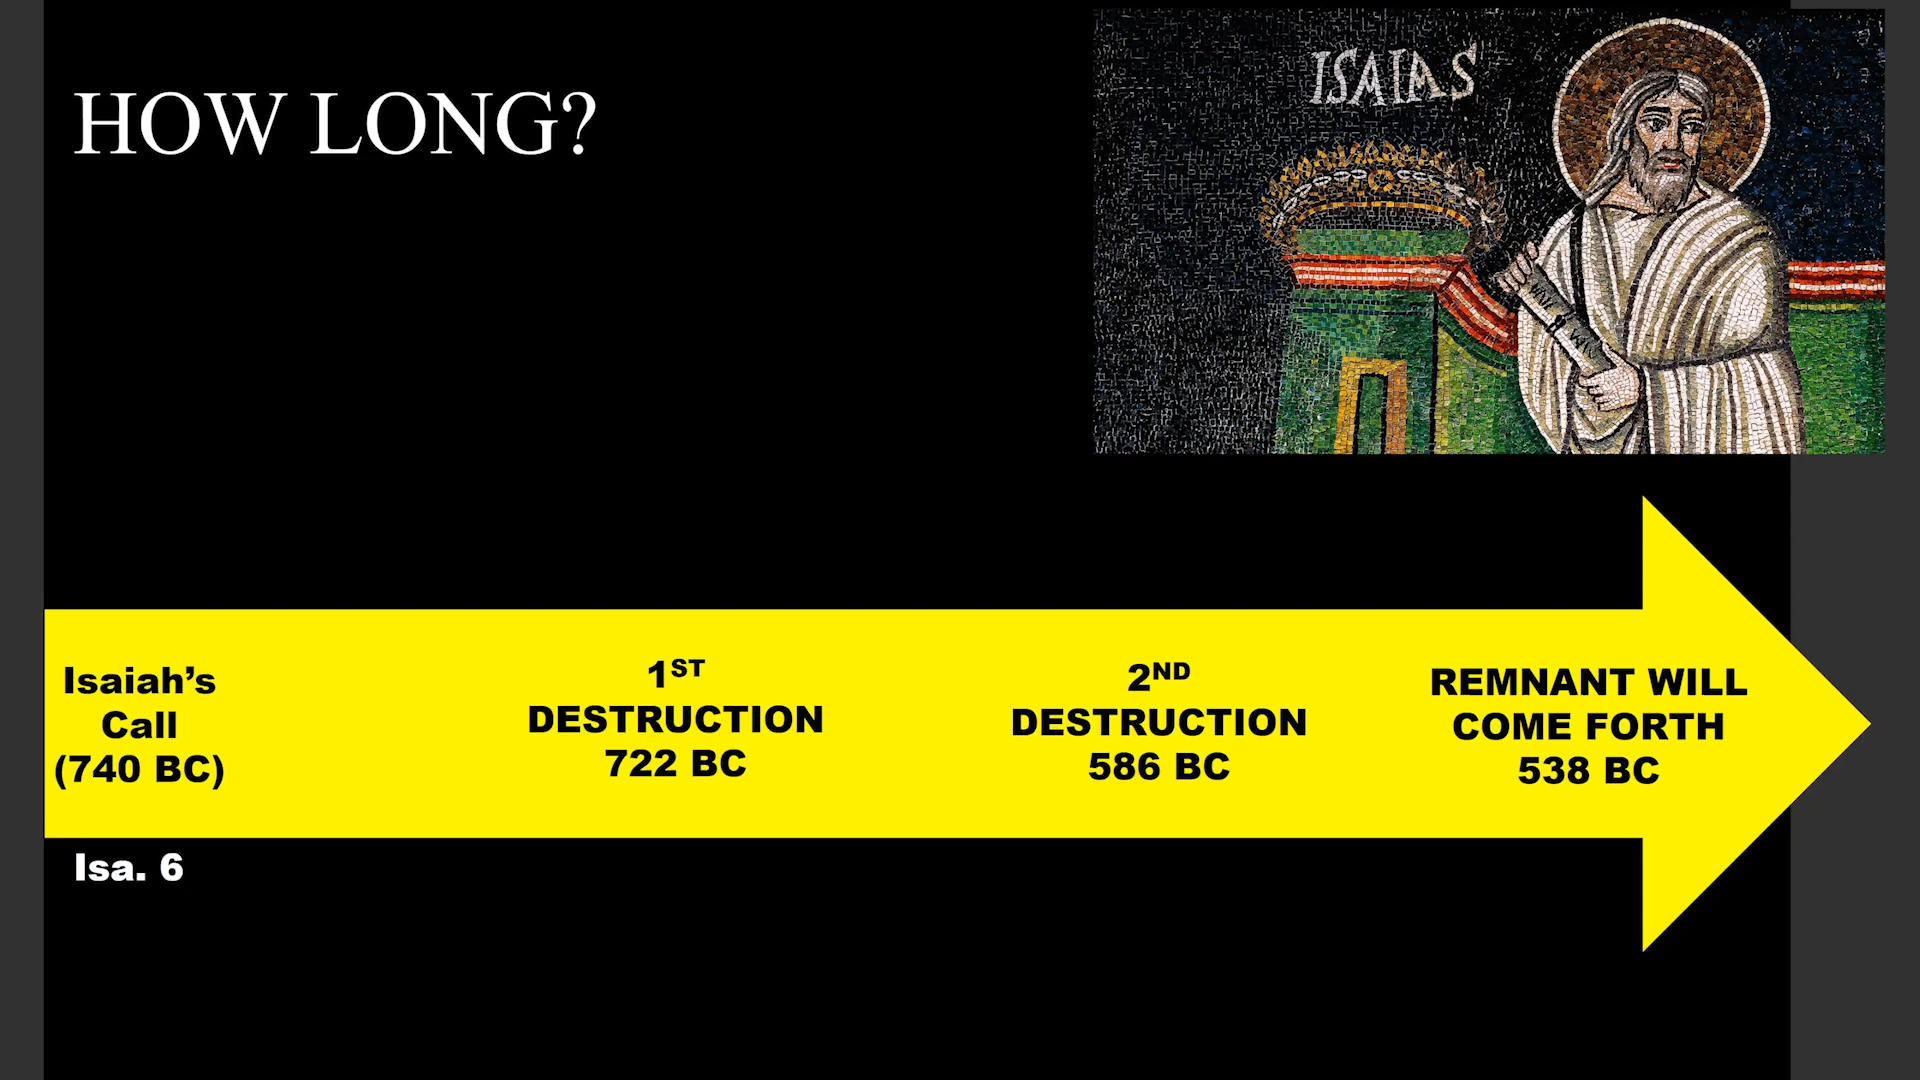 HOW LONG?
ISAIAS
Isaiah’s
Call
(740 BC)
1ST
DESTRUCTION
722 BC
2ND
DESTRUCTION
586 BC
REMNANT WILL
COME FORTH
538 BC
Isa. 6